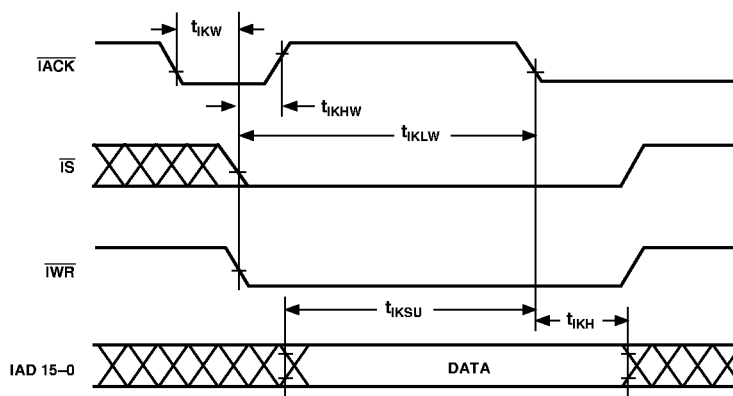 tIKW
IACK
tIKHW
tIKLW
IS
IWR
tIKSU
tIKH
IAD 15–0
DATA